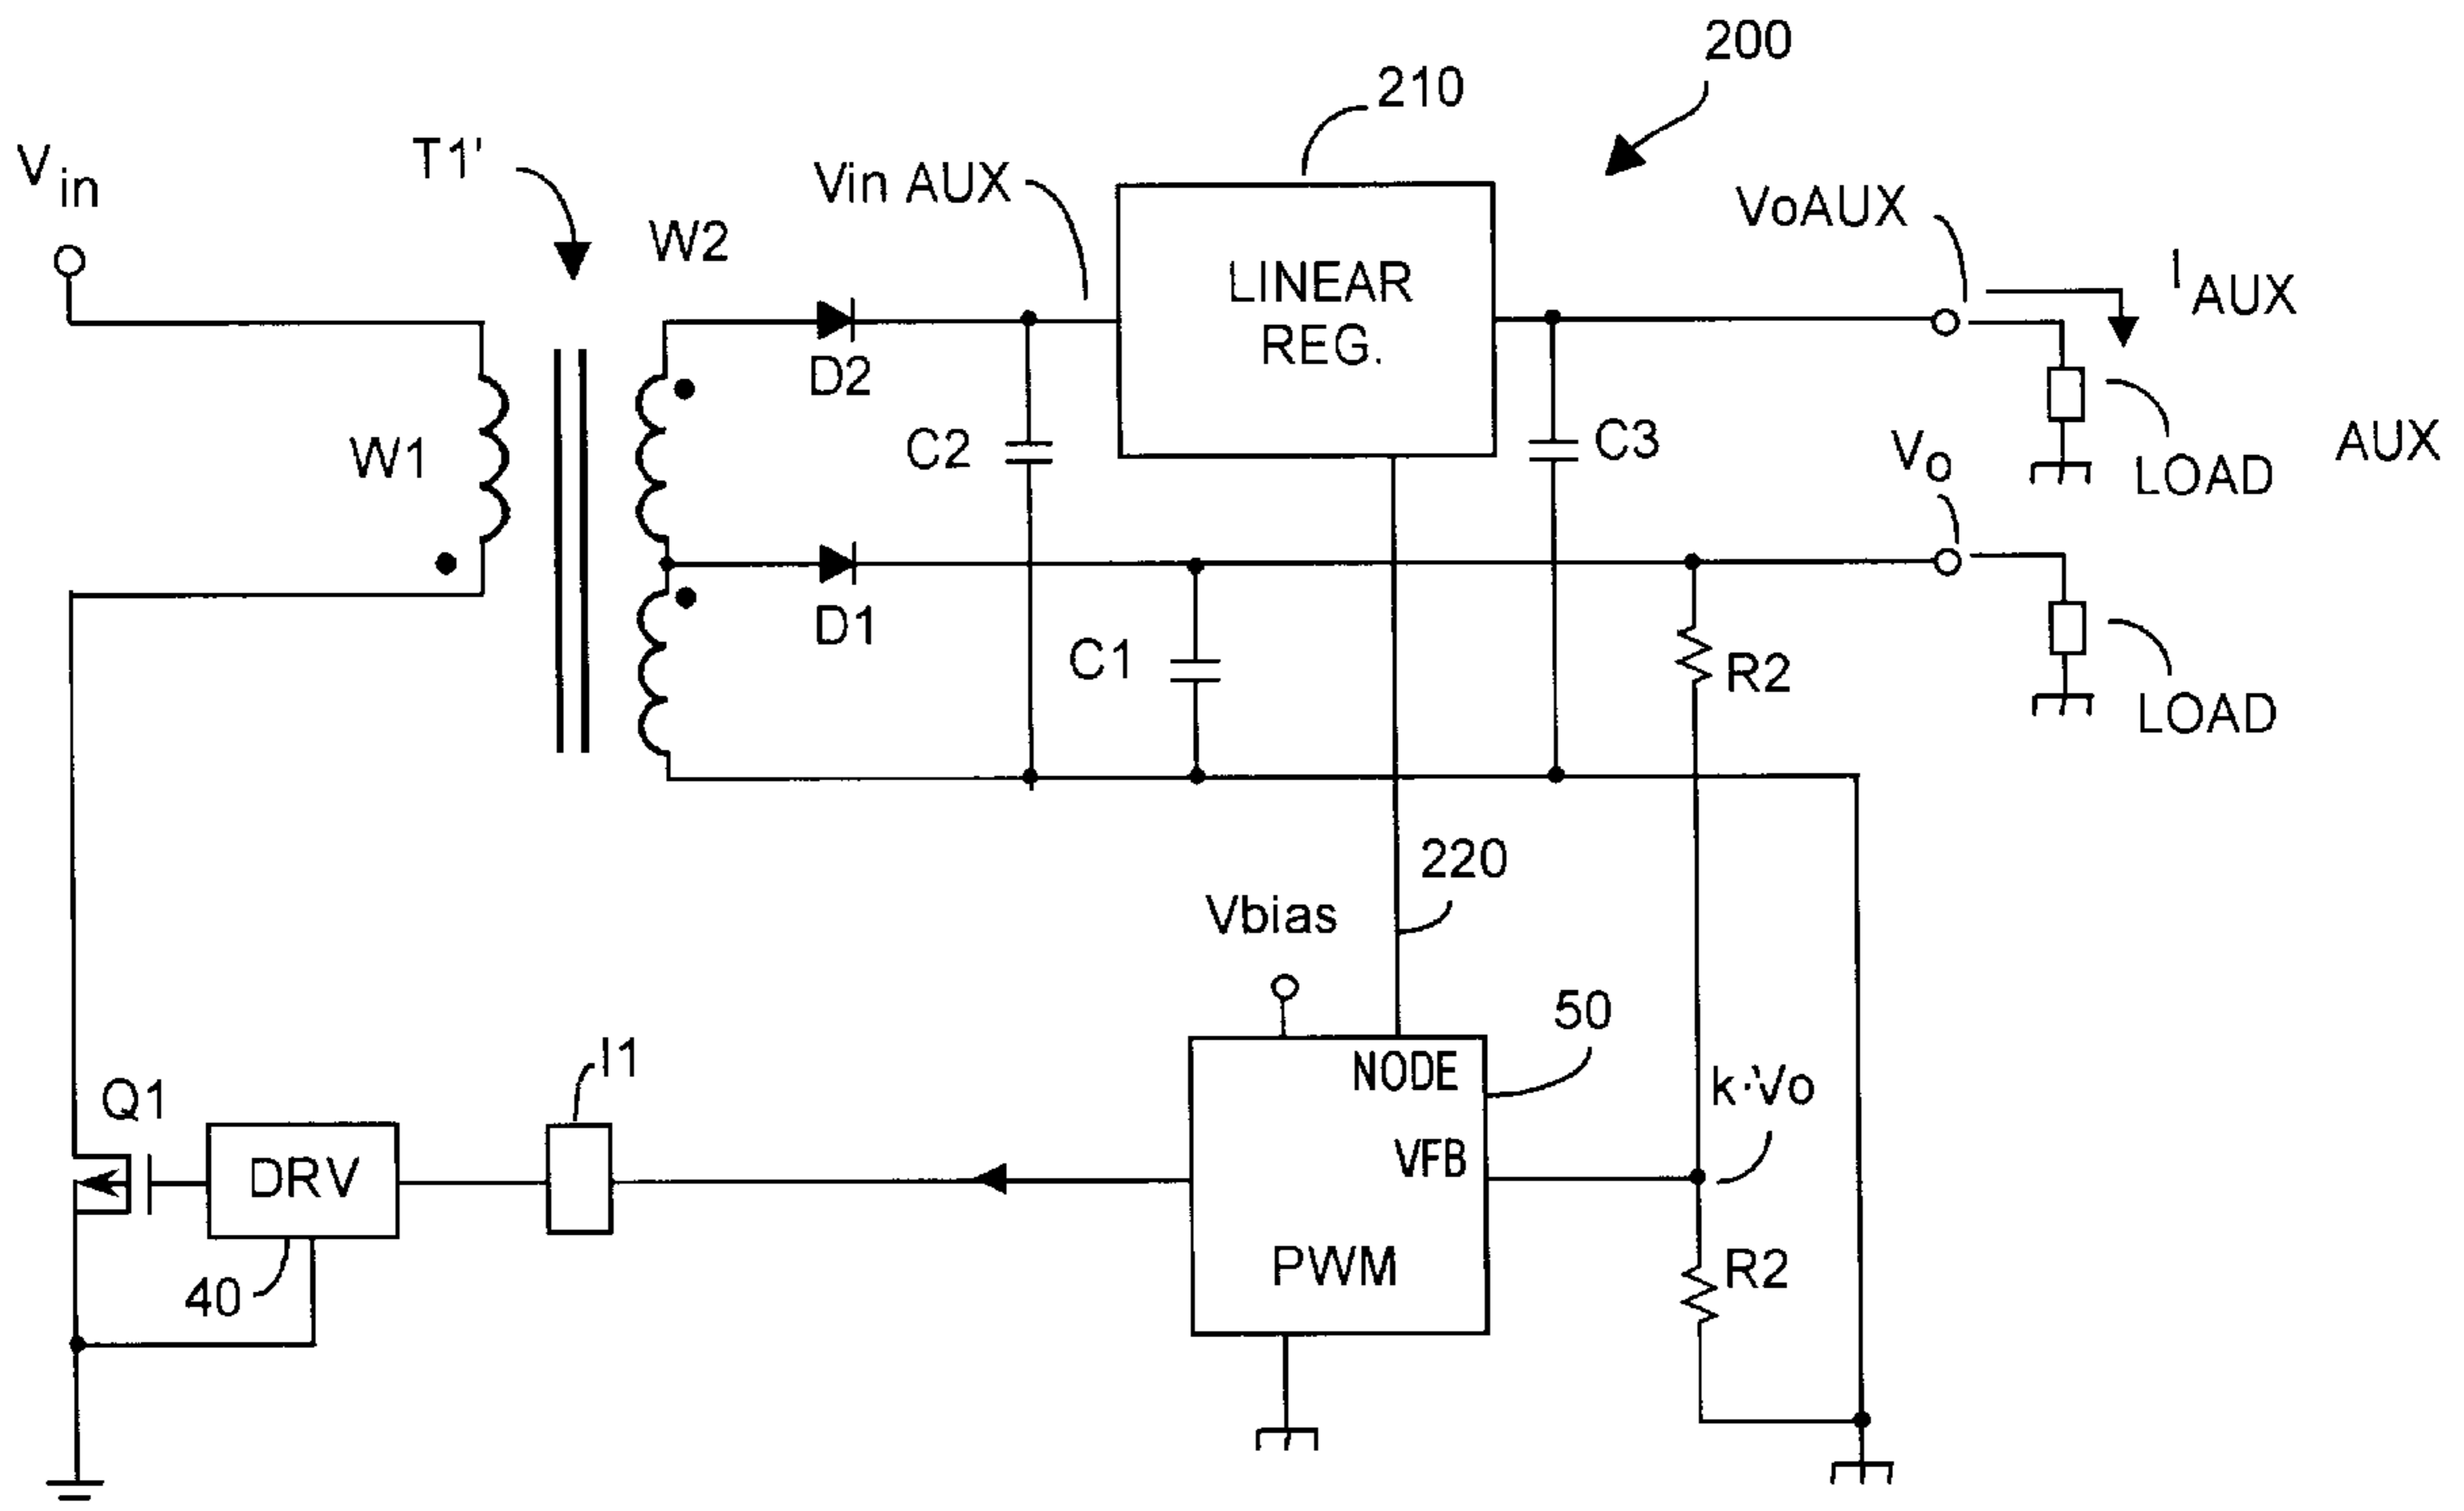 200
210
T1'
Vin AUX
Vin
VoAUX
W2
IAUX
LINEAR
REG.
D2
W1
C2
C3
Vo
LOAD
AUX
D1
C1
R2
LOAD
220
Vbias
50
I1
NODE
Q1
k·Vo
VFB
DRV
PWM
R2
40